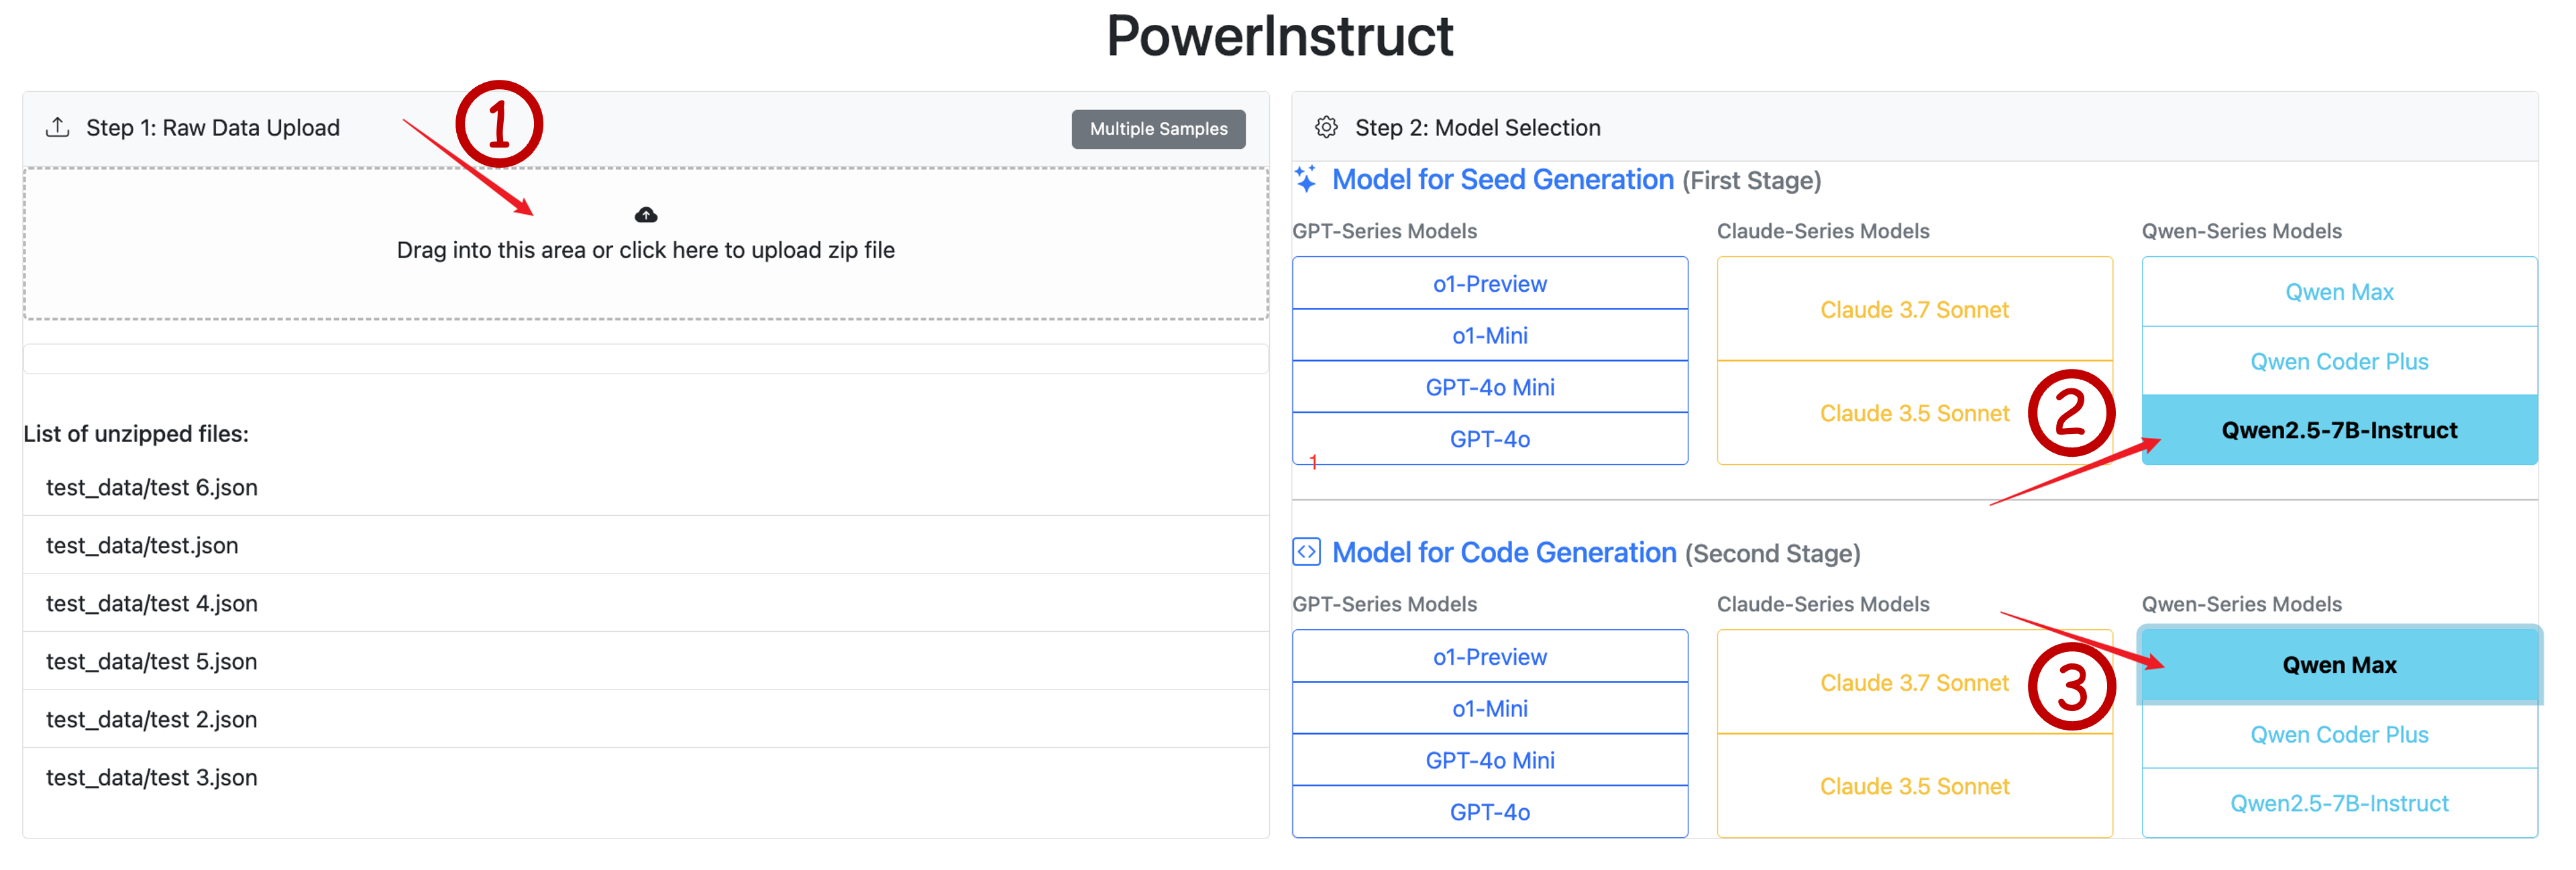 PowerInstruct
Step 1: Raw Data Upload
1
Multiple Samples
Drag into this area or click here to upload zip file
List of unzipped files:
test_data/test 6.json
test_data/test.json
test_data/test 4.json
test_data/test 5.json
test_data/test 2.json
test_data/test 3.json
Step 2: Model Selection
Model for Seed Generation (First Stage)
GPT-Series Models
o1-Preview
o1-Mini
GPT-4o Mini
GPT-4o
1
Claude-Series Models
Claude 3.7 Sonnet
Claude 3.5 Sonnet
2
Qwen-Series Models
Qwen Max
Qwen Coder Plus
Qwen2.5-7B-Instruct
Model for Code Generation (Second Stage)
GPT-Series Models
o1-Preview
o1-Mini
GPT-4o Mini
GPT-4o
Claude-Series Models
Claude 3.7 Sonnet
Claude 3.5 Sonnet
3
Qwen-Series Models
Qwen Max
Qwen Coder Plus
Qwen2.5-7B-Instruct